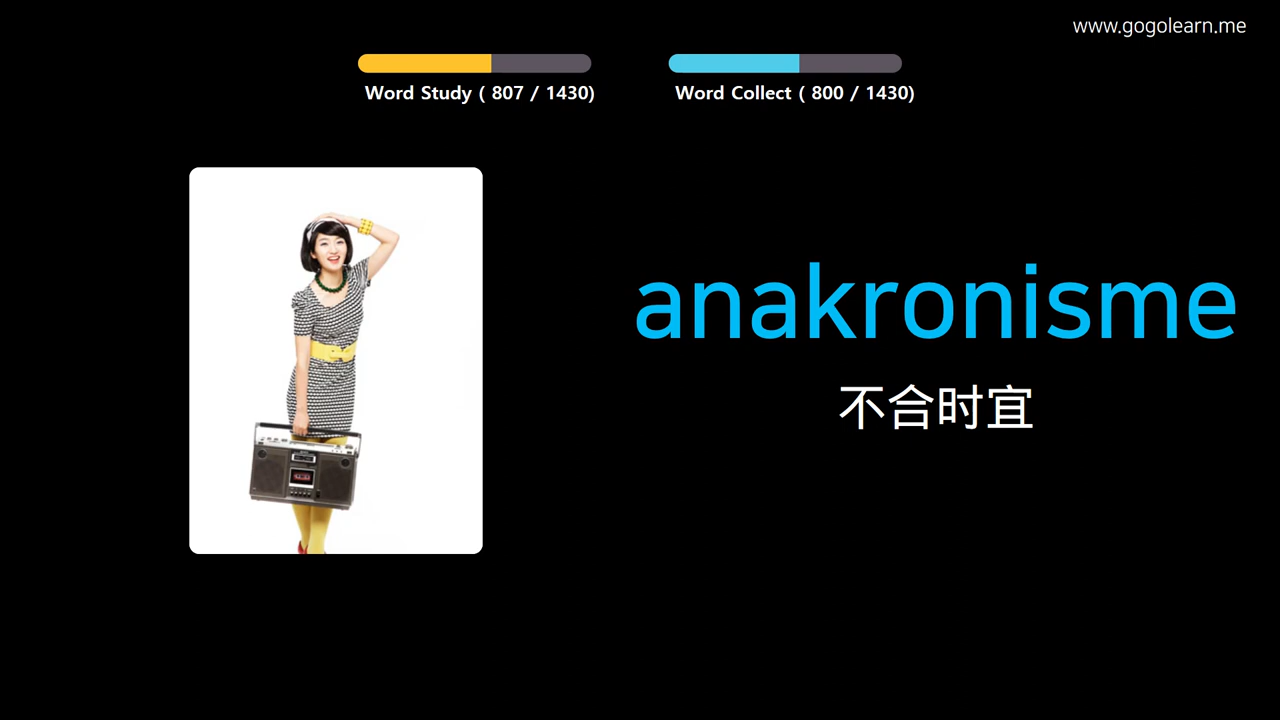 www.gogolearn.me
Word Study ( 807 / 1430)
Word Collect ( 800 / 1430)
anakronisme
不合时宜